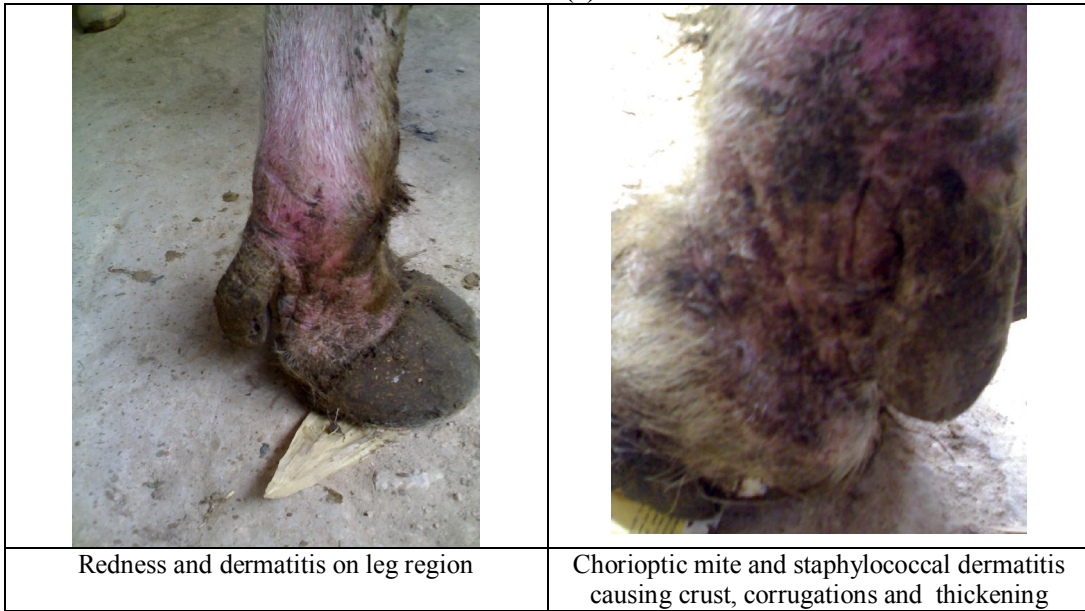 Redness and dermatitis on leg region
Chorioptic mite and staphylococcal dermatitis
causing crust, corrugations and thickening